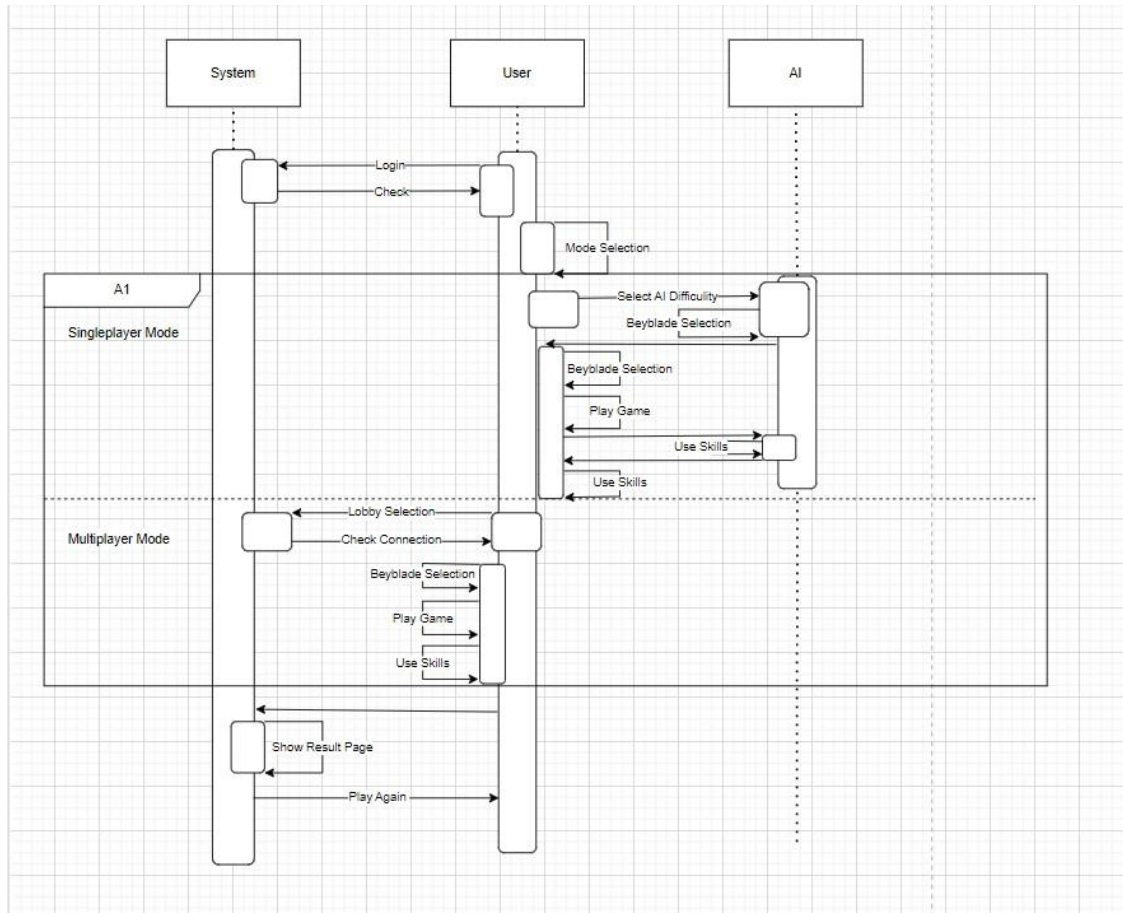 System
User
AI
Login
Check
Mode Selection
A1
Select AI Difficulity
Singleplayer Mode
Beyblade Selection
Beyblade Selection
Play Game
Use Skills
Use Skills
Lobby Selection
Multiplayer Mode
Check Connection
Beyblade Selection
Play Game
Use Skills
Show Result Page
Play Again